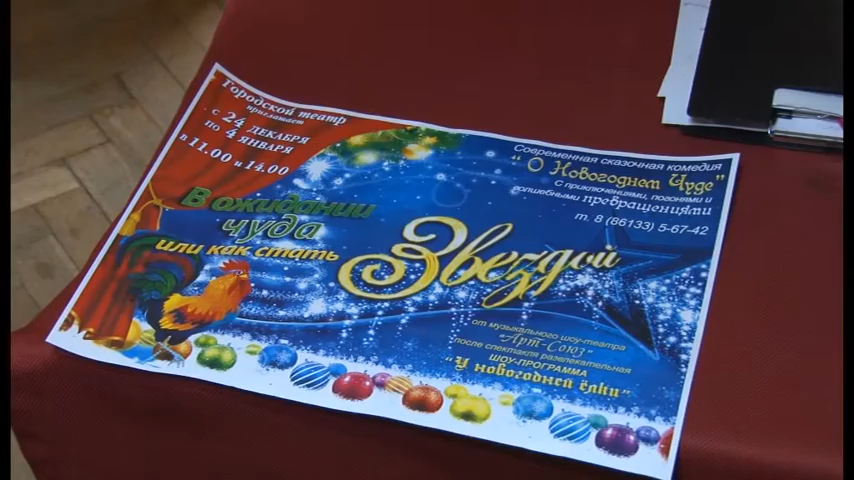 Городской театр
приглашает
с 24 ДЕКАБРЯ
по 4 ЯНВАРЯ
в 11.00 и 14.00
В ожидании
чуда
или как стать
Звездой
Современная сказочная комедия
"О Новогоднем Чуде"
с приключениями, погонями и
волшебными превращениями
т. 8 (86133) 5-67-42
от музыкального шоу-театра
"Арт-Союз"
после спектакля развлекательная
ШОУ-ПРОГРАММА
"у новогодней ёлки"